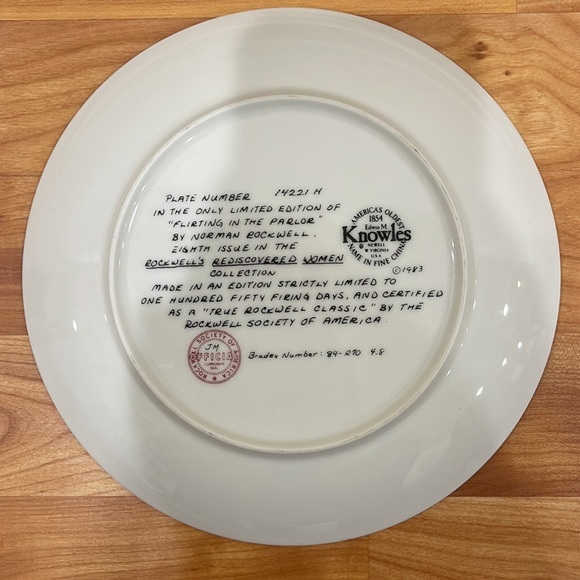 PLATE NUMBER 14221 H
IN THE ONLY LIMITED EDITION OF
"FLIRTING IN THE PARLOR"
BY NORMAN ROCKWELL.
EIGHTH ISSUE IN THE
ROCKWELL'S REDISCOVERED WOMEN
COLLECTION
MADE IN AN EDITION STRICTLY LIMITED TO
ONE HUNDRED FIFTY FIRING DAYS, AND CERTIFIED
AS A "TRUE ROCKWELL CLASSIC" BY THE
ROCKWELL SOCIETY OF AMERICA.
AMERICA'S OLDEST
1854
Edwin M.
Knowles
NEWELL
W VIRGINIA
U.S.A
NAME IN FINE CHINA
©1983
ROCKWELL SOCIETY OF AMERICA
JM
OFFICIAL
SEAL
Bradex Number: 84-R70 4.8